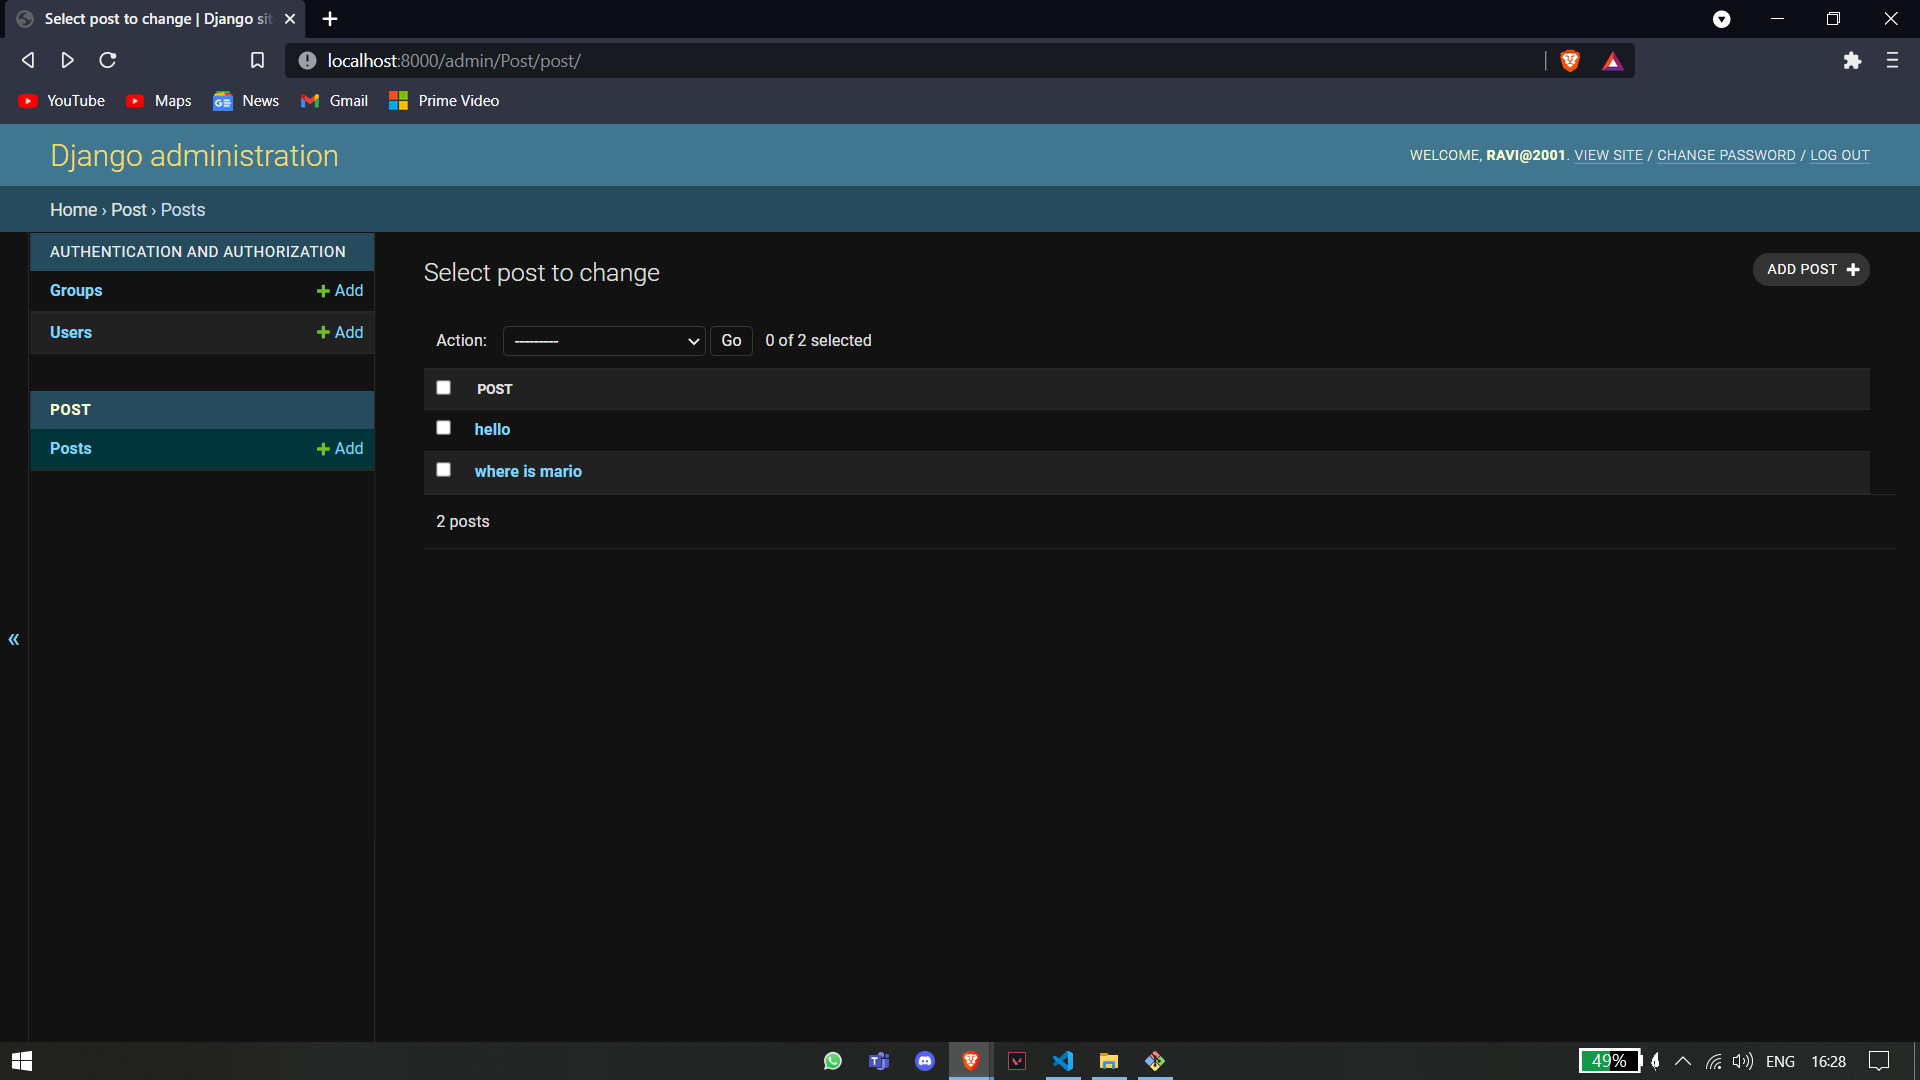 Select post to change | Django sit
localhost:8000/admin/Post/post/
YouTube Maps News Gmail Prime Video
Django administration
WELCOME, RAVI@2001. VIEW SITE / CHANGE PASSWORD / LOG OUT
Home › Post › Posts
AUTHENTICATION AND AUTHORIZATION
Groups + Add
Users + Add
POST
Posts + Add
«
Select post to change
ADD POST +
Action: --------- Go 0 of 2 selected
POST
hello
where is mario
2 posts
49% ENG 16:28